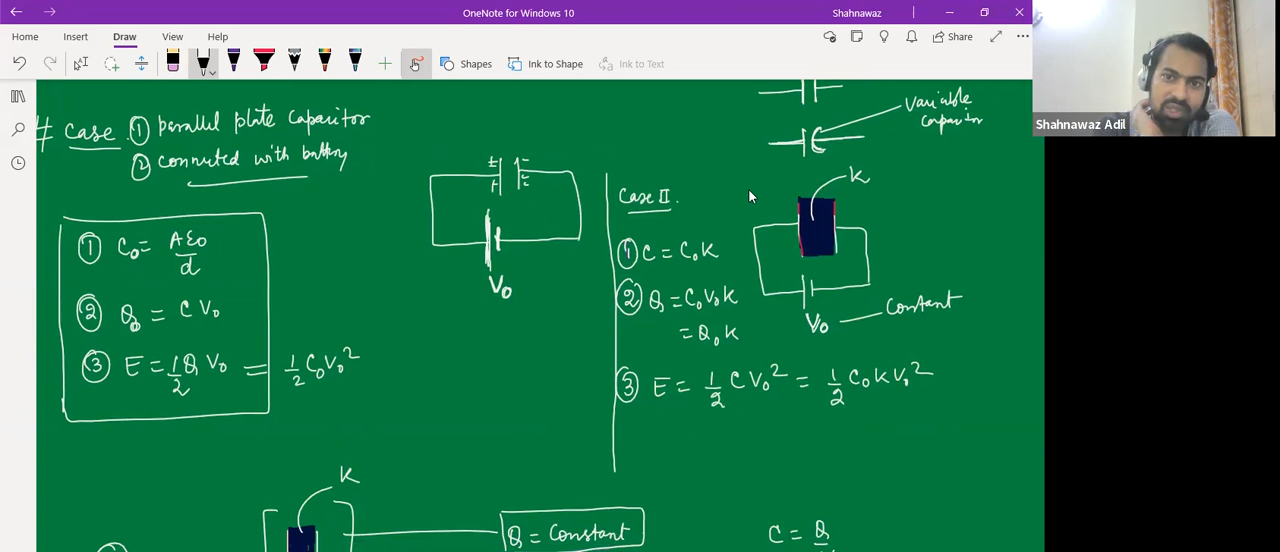 OneNote for Windows 10
Shahnawaz
Home Insert Draw View Help
Share
Shapes Ink to Shape Ink to Text
Shahnawaz Adil
# Case ① parallel plate capacitor
② connected with battery
① C₀ = Aε₀/d
② Q₀ = CV₀
③ E = 1/2 Q V₀ = 1/2 C₀V₀²
+ -
+ -
V₀
Variable
capacitor
Case II.
K
① C = C₀K
② Q = C₀V₀K
= Q₀K
V₀ — Constant
③ E = 1/2 CV₀² = 1/2 C₀KV₀²
K
Q = Constant
C = Q